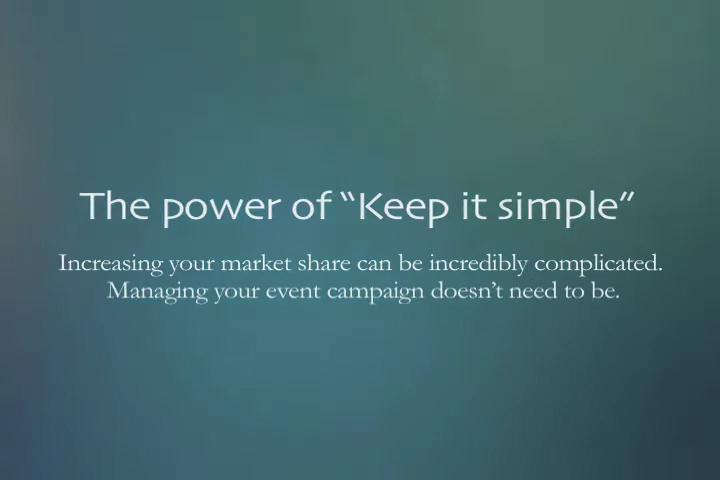 The power of “Keep it simple”
Increasing your market share can be incredibly complicated.
Managing your event campaign doesn’t need to be.